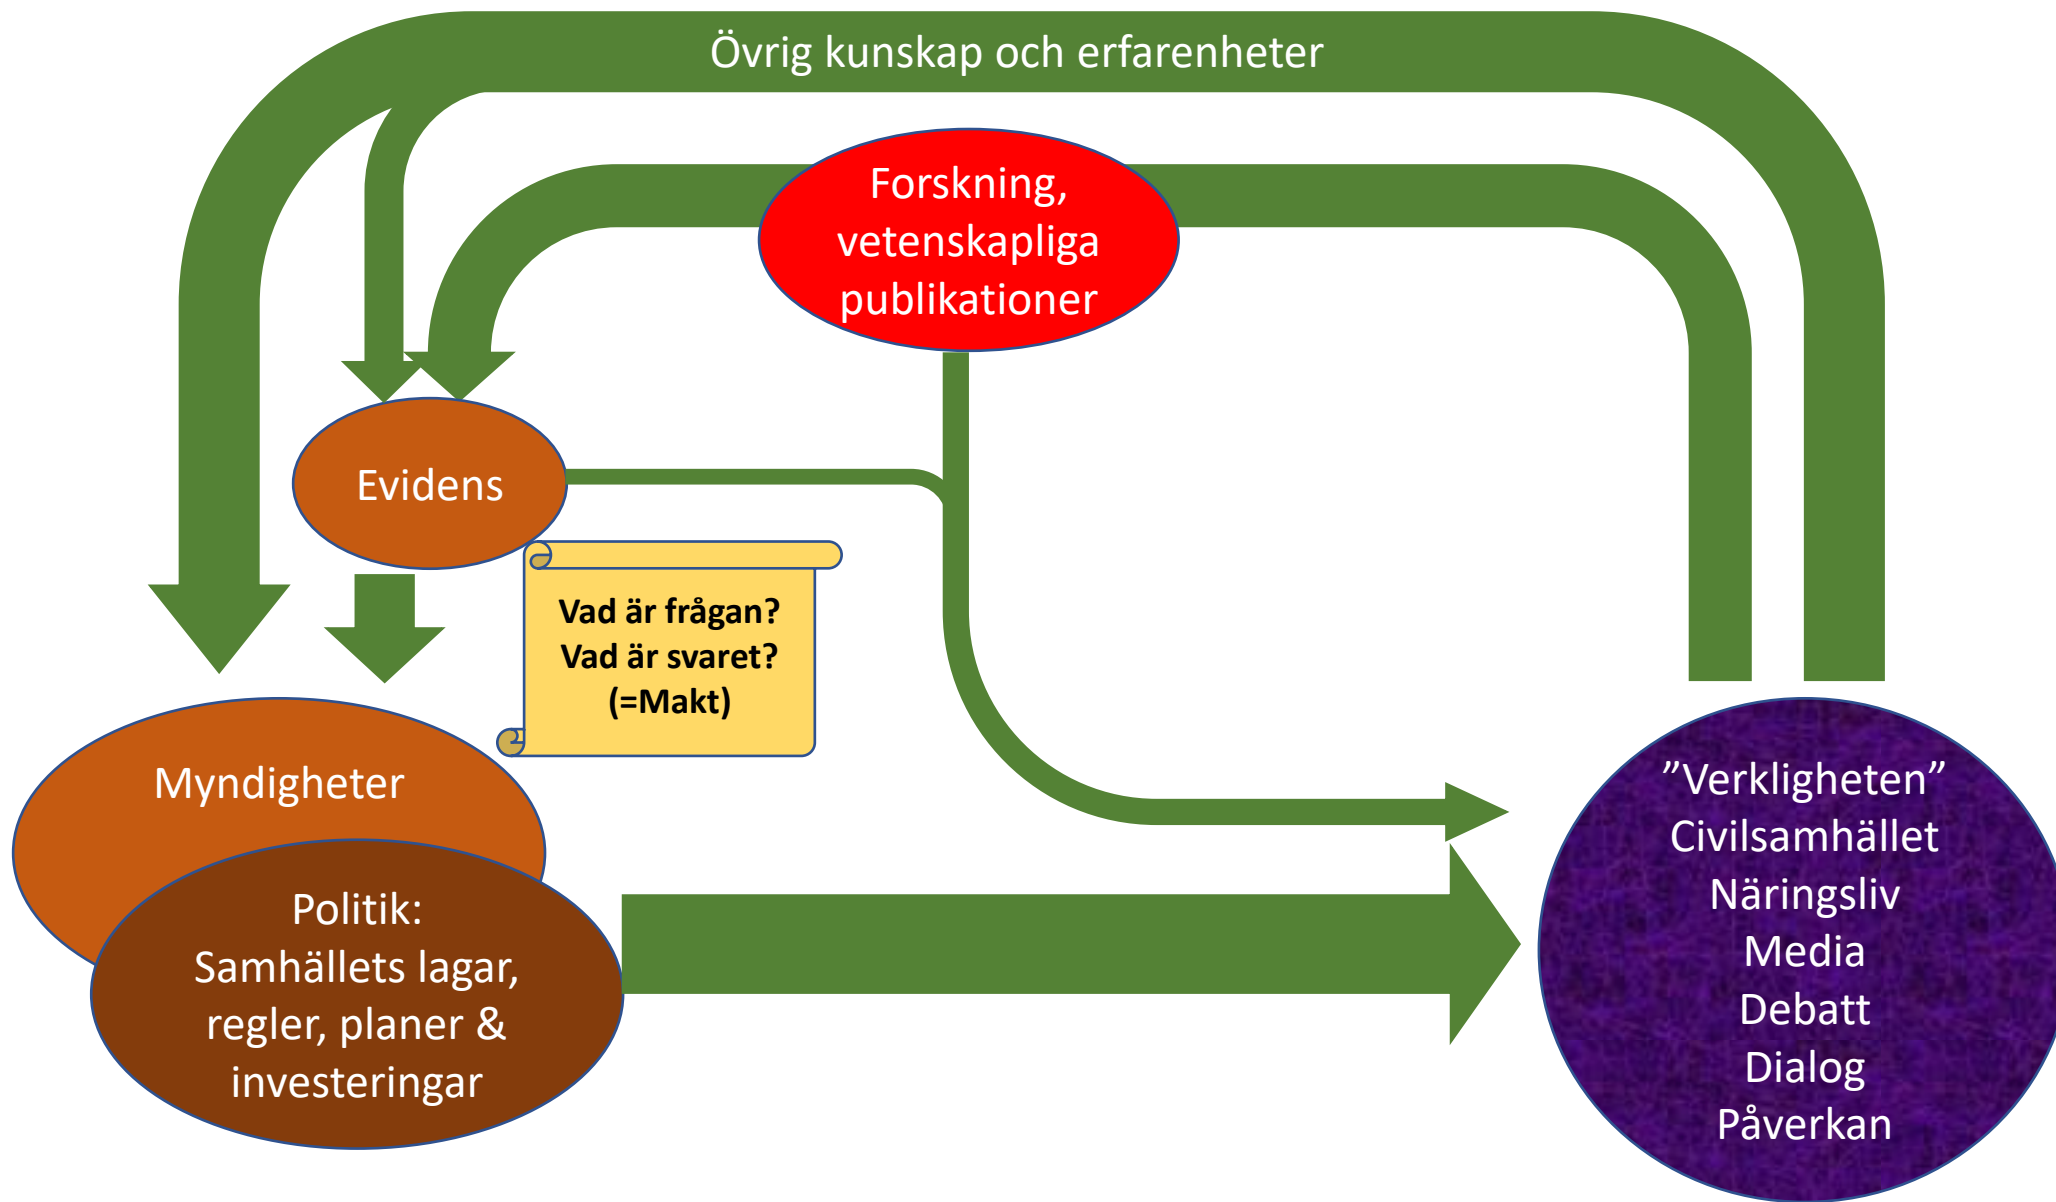 Övrig kunskap och erfarenheter
Forskning,
vetenskapliga
publikationer
Evidens
Vad är frågan?
Vad är svaret?
(=Makt)
Myndigheter
Politik:
Samhällets lagar,
regler, planer &
investeringar
”Verkligheten”
Civilsamhället
Näringsliv
Media
Debatt
Dialog
Påverkan